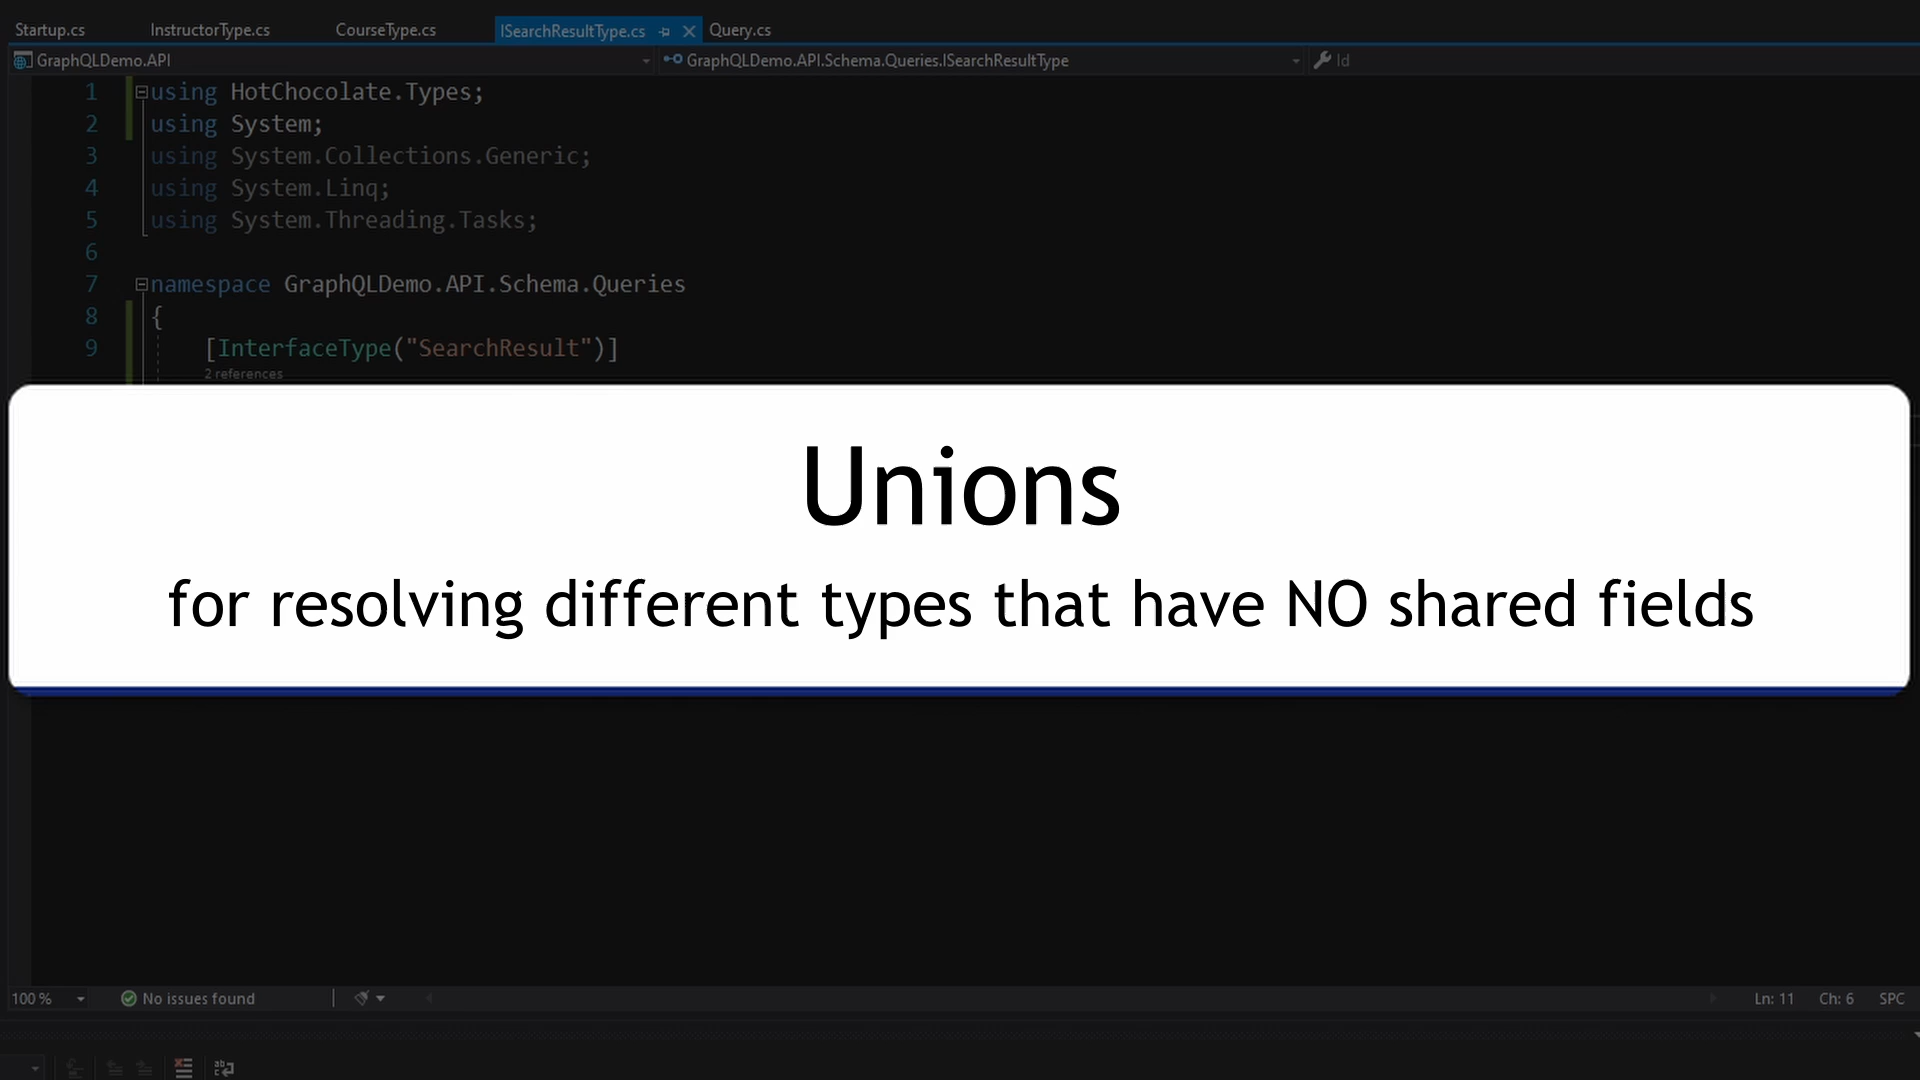 Startup.cs InstructorType.cs CourseType.cs ISearchResultType.cs Query.cs
GraphQLDemo.API GraphQLDemo.API.Schema.Queries.ISearchResultType Id
1 using HotChocolate.Types;
2 using System;
3 using System.Collections.Generic;
4 using System.Linq;
5 using System.Threading.Tasks;
6
7 namespace GraphQLDemo.API.Schema.Queries
8 {
9 [InterfaceType("SearchResult")]
2 references
Unions
for resolving different types that have NO shared fields
100 % No issues found Ln: 11 Ch: 6 SPC